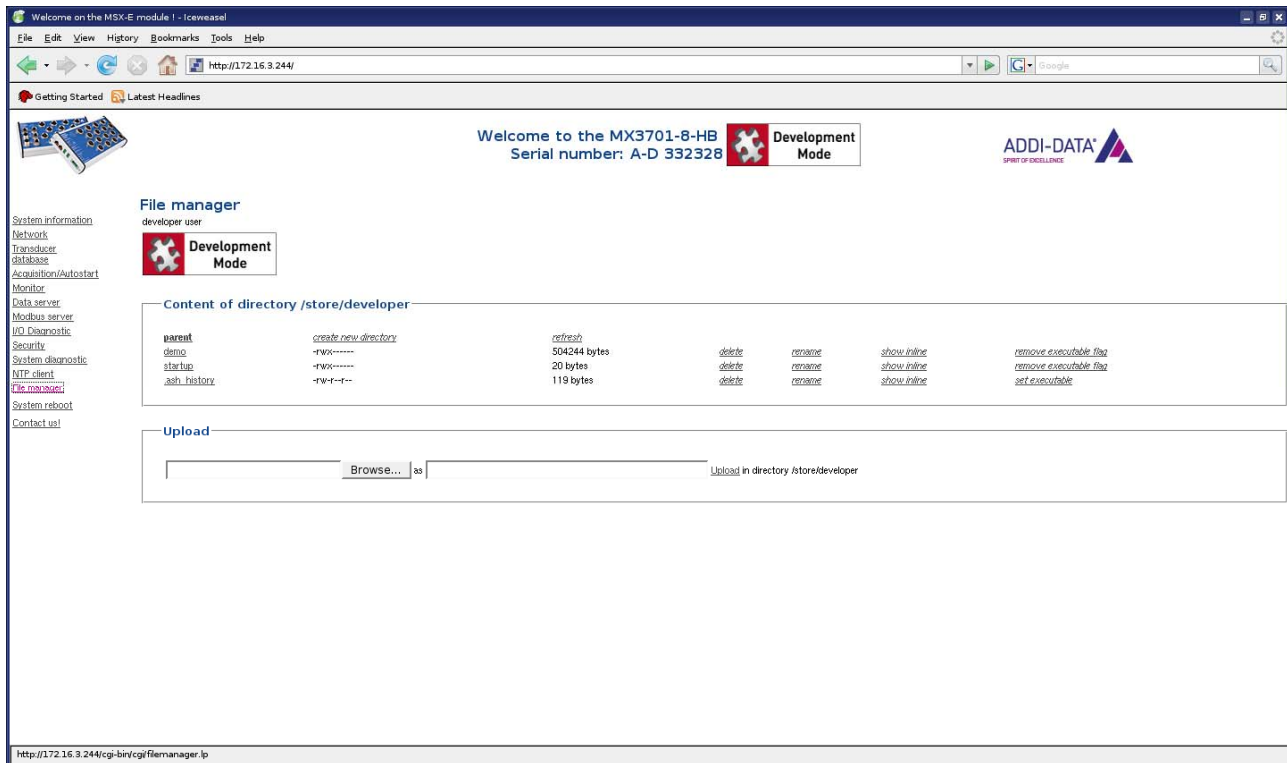 Welcome on the MSX-E module ! - Iceweasel
File Edit View History Bookmarks Tools Help
http://172.16.3.244/
G Google
Getting Started Latest Headlines
Welcome to the MX3701-8-HB
Serial number: A-D 332328
Development
Mode
ADDI-DATA
SPIRIT OF EXCELLENCE
System information
Network
Transducer
database
Acquisition/Autostart
Monitor
Data server
Modbus server
I/O Diagnostic
Security
System diagnostic
NTP client
File manager
System reboot
Contact us!
File manager
developer user
Development
Mode
Content of directory /store/developer
parent create new directory refresh
demo -rwx------ 504244 bytes delete rename show inline remove executable flag
startup -rwx------ 20 bytes delete rename show inline remove executable flag
.ash_history -rw-r--r-- 119 bytes delete rename show inline set executable
Upload
Browse... as Upload in directory /store/developer
http://172.16.3.244/cgi-bin/cgi/filemanager.lp